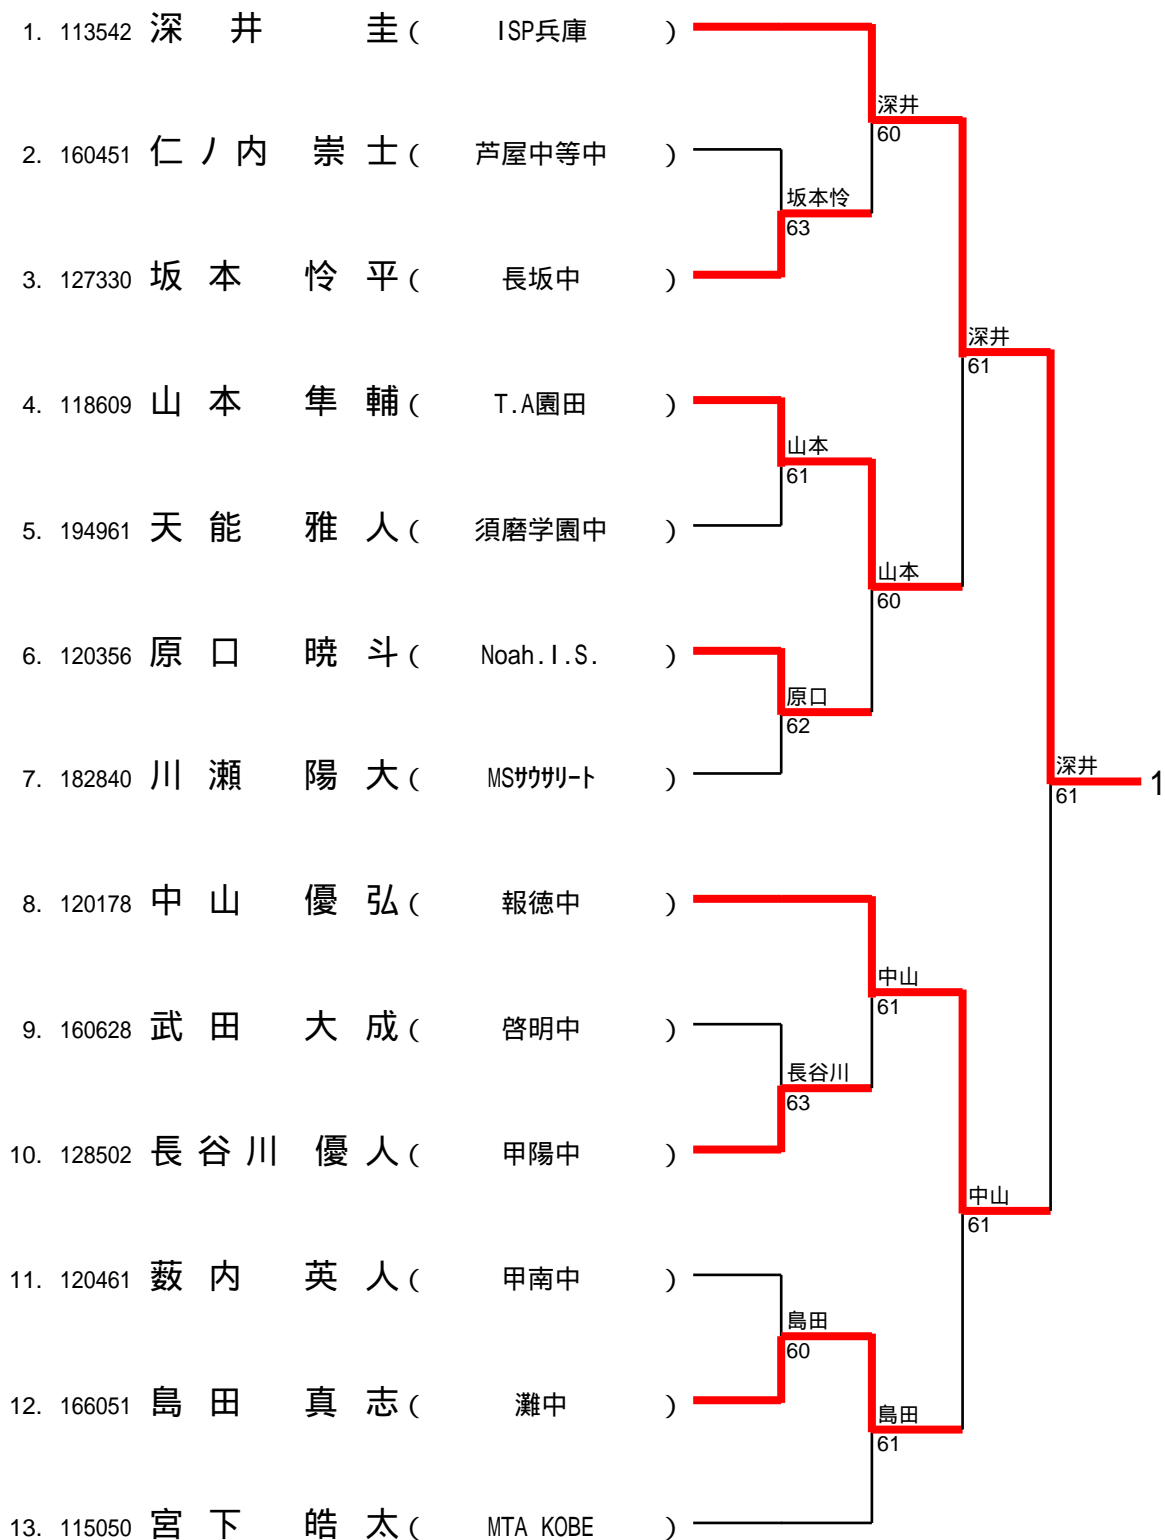 1. 113542 深 井 圭 ( ISP兵庫 )
深井
60
2. 160451 仁 ノ 内 崇 士 ( 芦屋中等中 )
坂本怜
63
3. 127330 坂 本 怜 平 ( 長坂中 )
深井
61
4. 118609 山 本 隼 輔 ( T.A園田 )
山本
61
5. 194961 天 能 雅 人 ( 須磨学園中 )
山本
60
6. 120356 原 口 暁 斗 ( Noah.I.S. )
原口
62
7. 182840 川 瀬 陽 大 ( MSサウサリート )
深井
61
1
8. 120178 中 山 優 弘 ( 報徳中 )
中山
61
9. 160628 武 田 大 成 ( 啓明中 )
長谷川
63
10. 128502 長 谷 川 優 人 ( 甲陽中 )
中山
61
11. 120461 薮 内 英 人 ( 甲南中 )
島田
60
12. 166051 島 田 真 志 ( 灘中 )
島田
61
13. 115050 宮 下 皓 太 ( MTA KOBE )